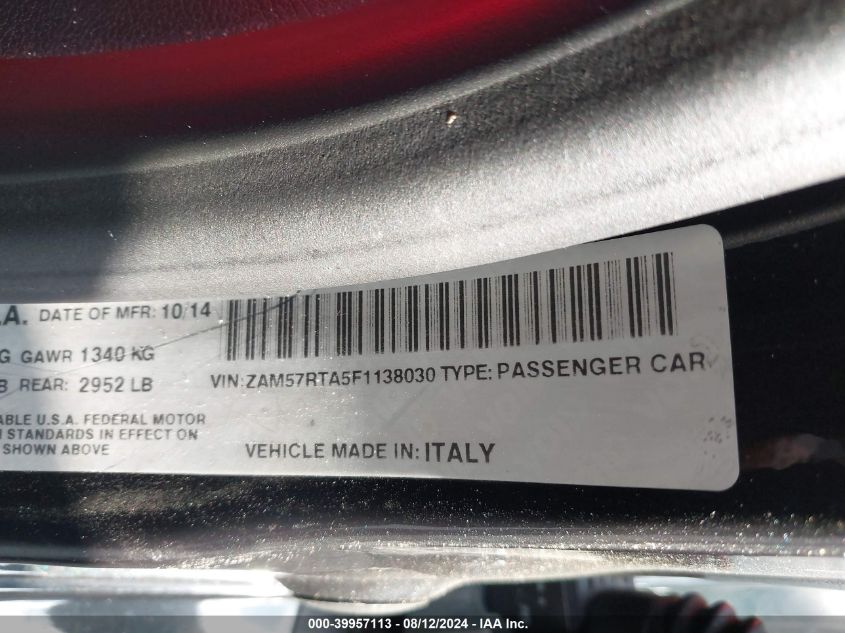 .A. DATE OF MFR: 10/14
G GAWR 1340 KG
B REAR: 2952 LB
VIN:ZAM57RTA5F1138030 TYPE: PASSENGER CAR
ABLE U.S.A. FEDERAL MOTOR
STANDARDS IN EFFECT ON
SHOWN ABOVE
VEHICLE MADE IN: ITALY
000-39957113 - 08/12/2024 - IAA Inc.